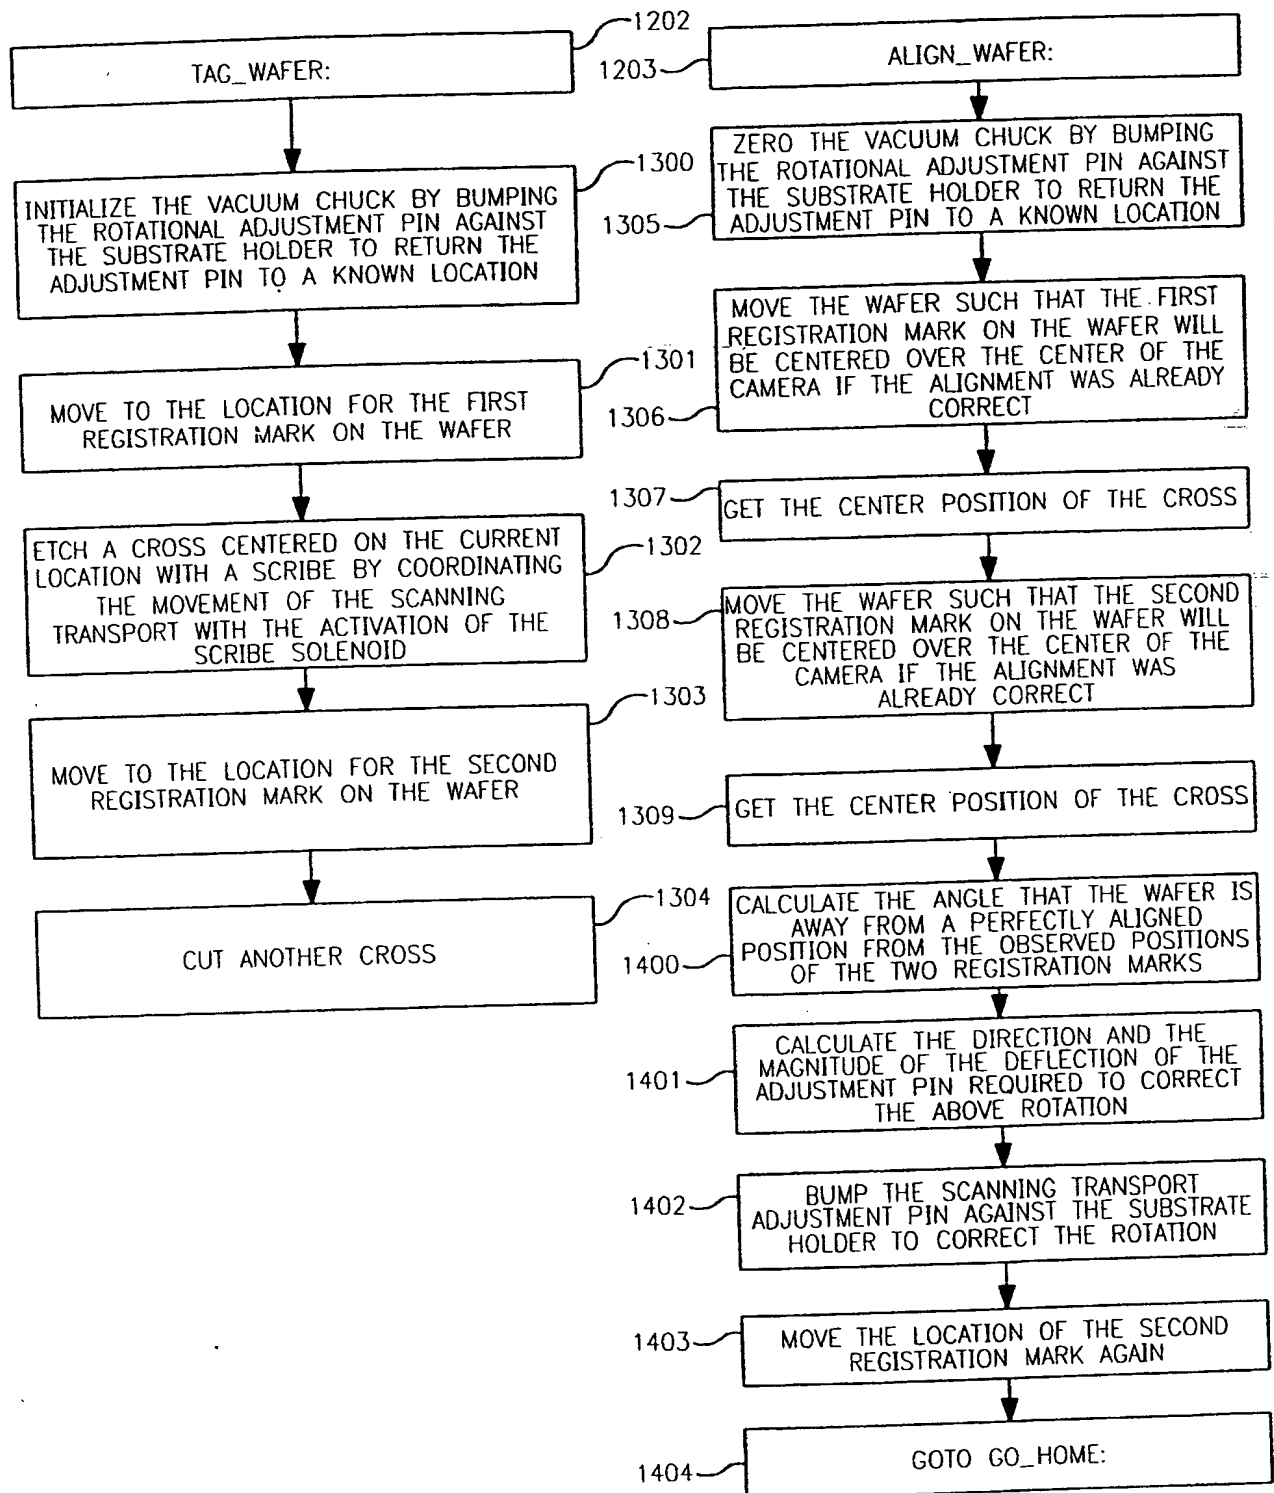 1202
TAG_WAFER:
1300
INITIALIZE THE VACUUM CHUCK BY BUMPING
THE ROTATIONAL ADJUSTMENT PIN AGAINST
THE SUBSTRATE HOLDER TO RETURN THE
ADJUSTMENT PIN TO A KNOWN LOCATION
1301
MOVE TO THE LOCATION FOR THE FIRST
REGISTRATION MARK ON THE WAFER
1302
ETCH A CROSS CENTERED ON THE CURRENT
LOCATION WITH A SCRIBE BY COORDINATING
THE MOVEMENT OF THE SCANNING
TRANSPORT WITH THE ACTIVATION OF THE
SCRIBE SOLENOID
1303
MOVE TO THE LOCATION FOR THE SECOND
REGISTRATION MARK ON THE WAFER
1304
CUT ANOTHER CROSS
1203
ALIGN_WAFER:
ZERO THE VACUUM CHUCK BY BUMPING
THE ROTATIONAL ADJUSTMENT PIN AGAINST
THE SUBSTRATE HOLDER TO RETURN THE
ADJUSTMENT PIN TO A KNOWN LOCATION
1305
MOVE THE WAFER SUCH THAT THE FIRST
REGISTRATION MARK ON THE WAFER WILL
BE CENTERED OVER THE CENTER OF THE
CAMERA IF THE ALIGNMENT WAS ALREADY
CORRECT
1306
1307
GET THE CENTER POSITION OF THE CROSS
1308
MOVE THE WAFER SUCH THAT THE SECOND
REGISTRATION MARK ON THE WAFER WILL
BE CENTERED OVER THE CENTER OF THE
CAMERA IF THE ALIGNMENT WAS
ALREADY CORRECT
1309
GET THE CENTER POSITION OF THE CROSS
CALCULATE THE ANGLE THAT THE WAFER IS
AWAY FROM A PERFECTLY ALIGNED
POSITION FROM THE OBSERVED POSITIONS
OF THE TWO REGISTRATION MARKS
1400
CALCULATE THE DIRECTION AND THE
MAGNITUDE OF THE DEFLECTION OF THE
ADJUSTMENT PIN REQUIRED TO CORRECT
THE ABOVE ROTATION
1401
BUMP THE SCANNING TRANSPORT
ADJUSTMENT PIN AGAINST THE SUBSTRATE
HOLDER TO CORRECT THE ROTATION
1402
1403
MOVE THE LOCATION OF THE SECOND
REGISTRATION MARK AGAIN
GOTO GO_HOME:
1404